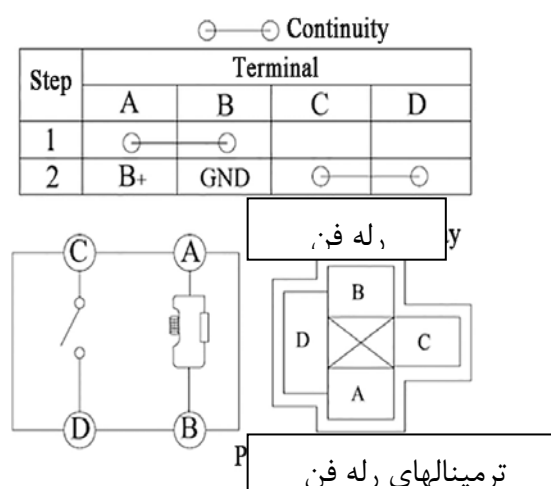 Continuity
Step Terminal
A B C D
1
2 B+ GND
رله فن
y
C A
B
D C
A
D B
P
ترمینالهای رله فن